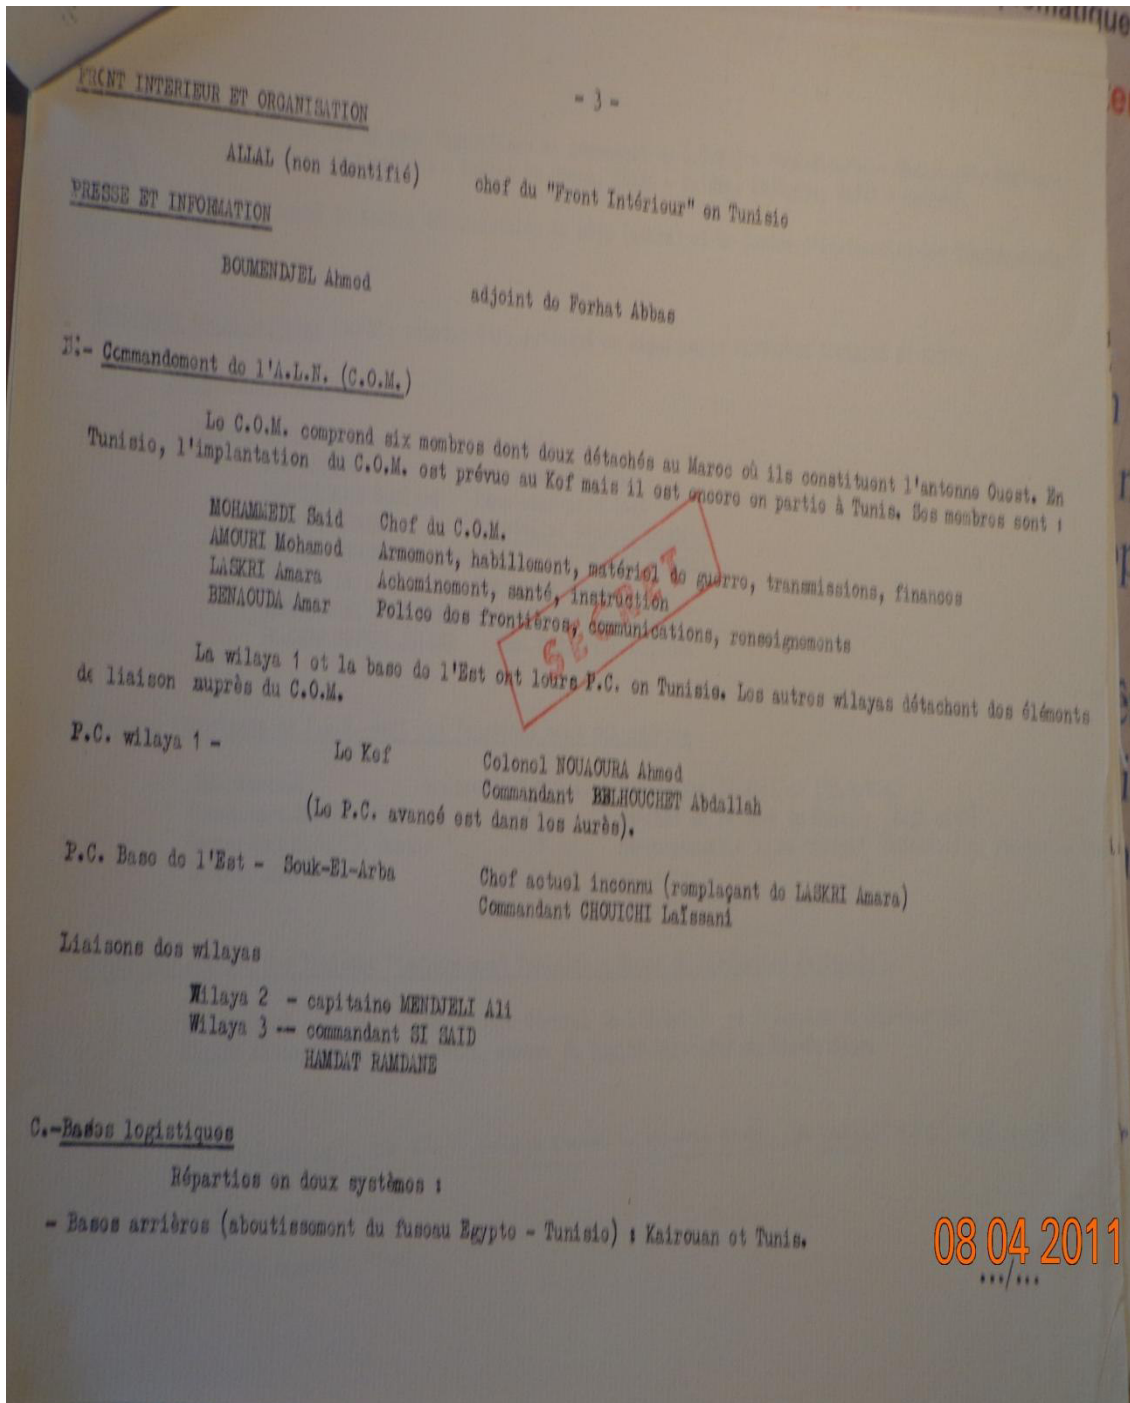 - 3 -
FRONT INTERIEUR ET ORGANISATION
ALLAL (non identifié) chef du "Front Intérieur" en Tunisie
PRESSE ET INFORMATION
BOUMENDJEL Ahmed adjoint de Ferhat Abbas
B.- Commandement de l'A.L.N. (C.O.M.)
Le C.O.M. comprend six membres dont deux détachés au Maroc où ils constituent l'antenne Ouest. En
Tunisie, l'implantation du C.O.M. est prévue au Kef mais il est encore en partie à Tunis. Ses membres sont :
MOHAMMEDI Said Chef du C.O.M.
AMOURI Mohamed Armement, habillement, matériel de guerre, transmissions, finances
LASKRI Amara Acheminement, santé, instruction
BENAOUDA Amar Police des frontières, communications, renseignements
SECRET
La wilaya 1 et la base de l'Est ont leurs P.C. en Tunisie. Les autres wilayas détachent des éléments
de liaison auprès du C.O.M.
P.C. wilaya 1 - Le Kef Colonel NOUAOURA Ahmed
Commandant BELHOUCHET Abdallah
(Le P.C. avancé est dans les Aurès).
P.C. Base de l'Est - Souk-El-Arba Chef actuel inconnu (remplaçant de LASKRI Amara)
Commandant CHOUICHI Laïssani
Liaisons des wilayas
Wilaya 2 - capitaine MENDJELI Ali
Wilaya 3 -- commandant SI SAID
HAMDAT RAMDANE
C.-Bases logistiques
Réparties en deux systèmes :
- Bases arrières (aboutissement du fuseau Egypte - Tunisie) : Kairouan et Tunis.
08 04 2011
.../...